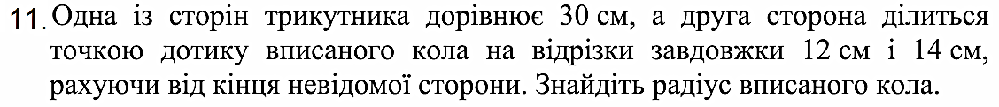 11. Одна із сторін трикутника дорівнює 30 см, а друга сторона ділиться
точкою дотику вписаного кола на відрізки завдовжки 12 см і 14 см,
рахуючи від кінця невідомої сторони. Знайдіть радіус вписаного кола.